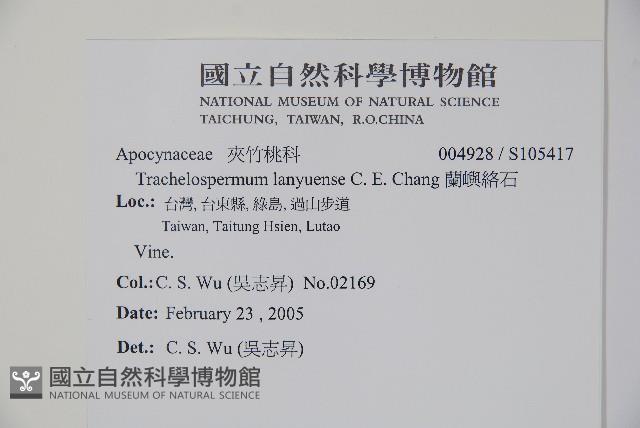 國立自然科學博物館
NATIONAL MUSEUM OF NATURAL SCIENCE
TAICHUNG, TAIWAN, R.O.CHINA
Apocynaceae 夾竹桃科 004928 / S105417
Trachelospermum lanyuense C. E. Chang 蘭嶼絡石
Loc.: 台灣, 台東縣, 綠島, 過山步道
Taiwan, Taitung Hsien, Lutao
Vine.
Col.: C. S. Wu (吳志昇) No.02169
Date: February 23 , 2005
Det.: C. S. Wu (吳志昇)
國立自然科學博物館
NATIONAL MUSEUM OF NATURAL SCIENCE